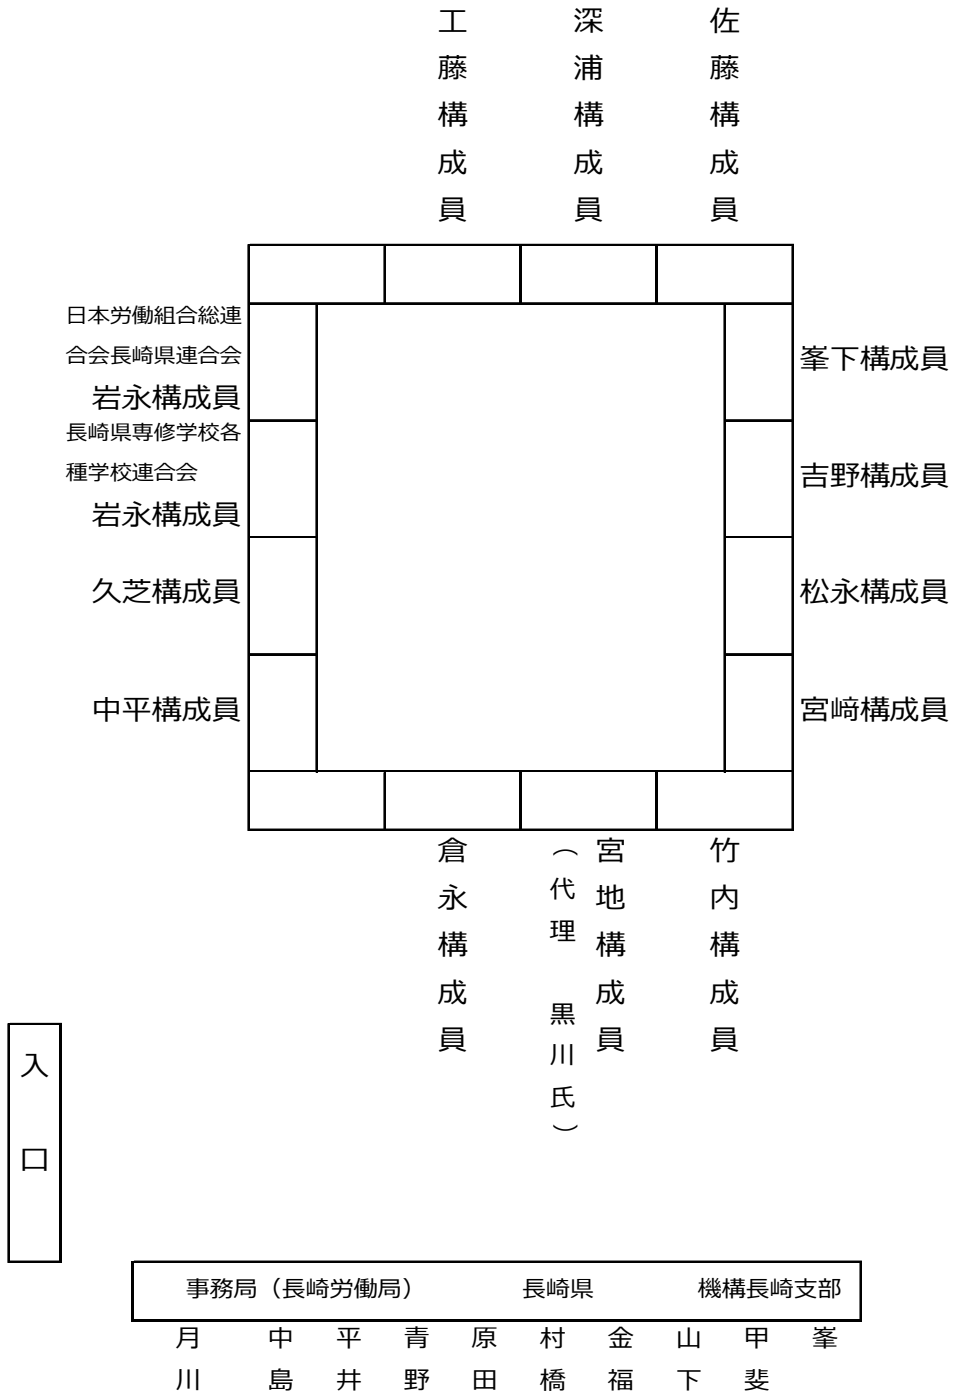 工藤構成員
深浦構成員
佐藤構成員
日本労働組合総連
合会長崎県連合会
岩永構成員
長崎県専修学校各
種学校連合会
岩永構成員
久芝構成員
中平構成員
峯下構成員
吉野構成員
松永構成員
宮﨑構成員
倉永構成員
宮地構成員
（代理　黒川氏）
竹内構成員
入口
事務局（長崎労働局）
長崎県
機構長崎支部
月川
中島
平井
青野
原田
村橋
金福
山下
甲斐
峯